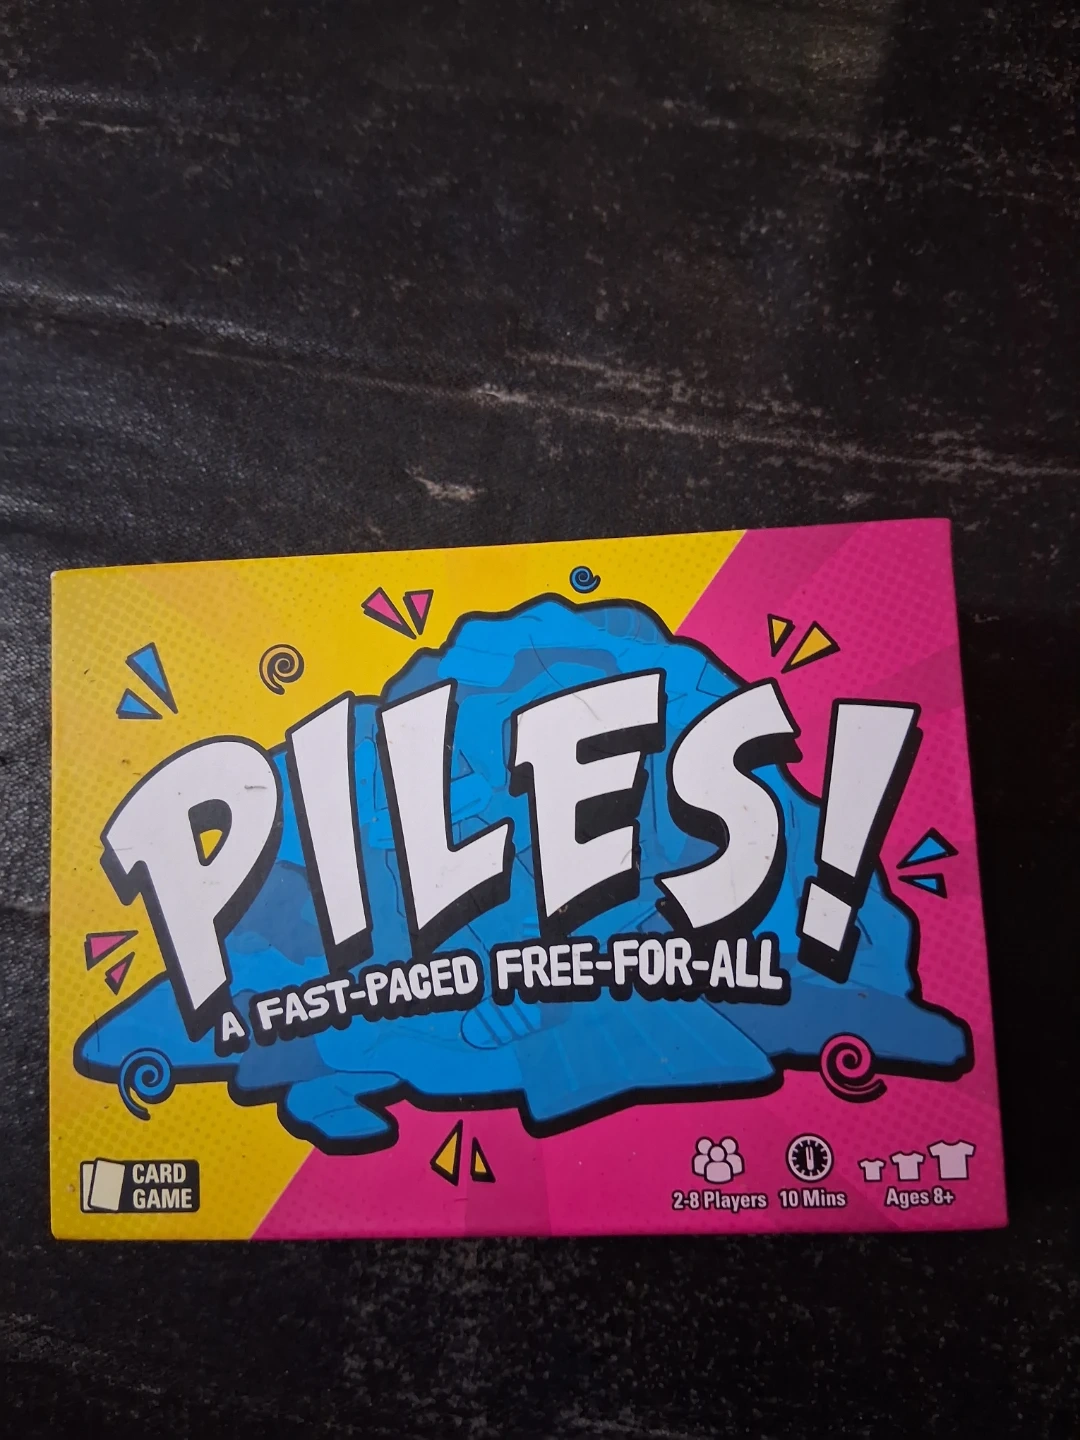 PILES!
A FAST-PACED FREE-FOR-ALL
CARD
GAME
2-8 Players 10 Mins Ages 8+